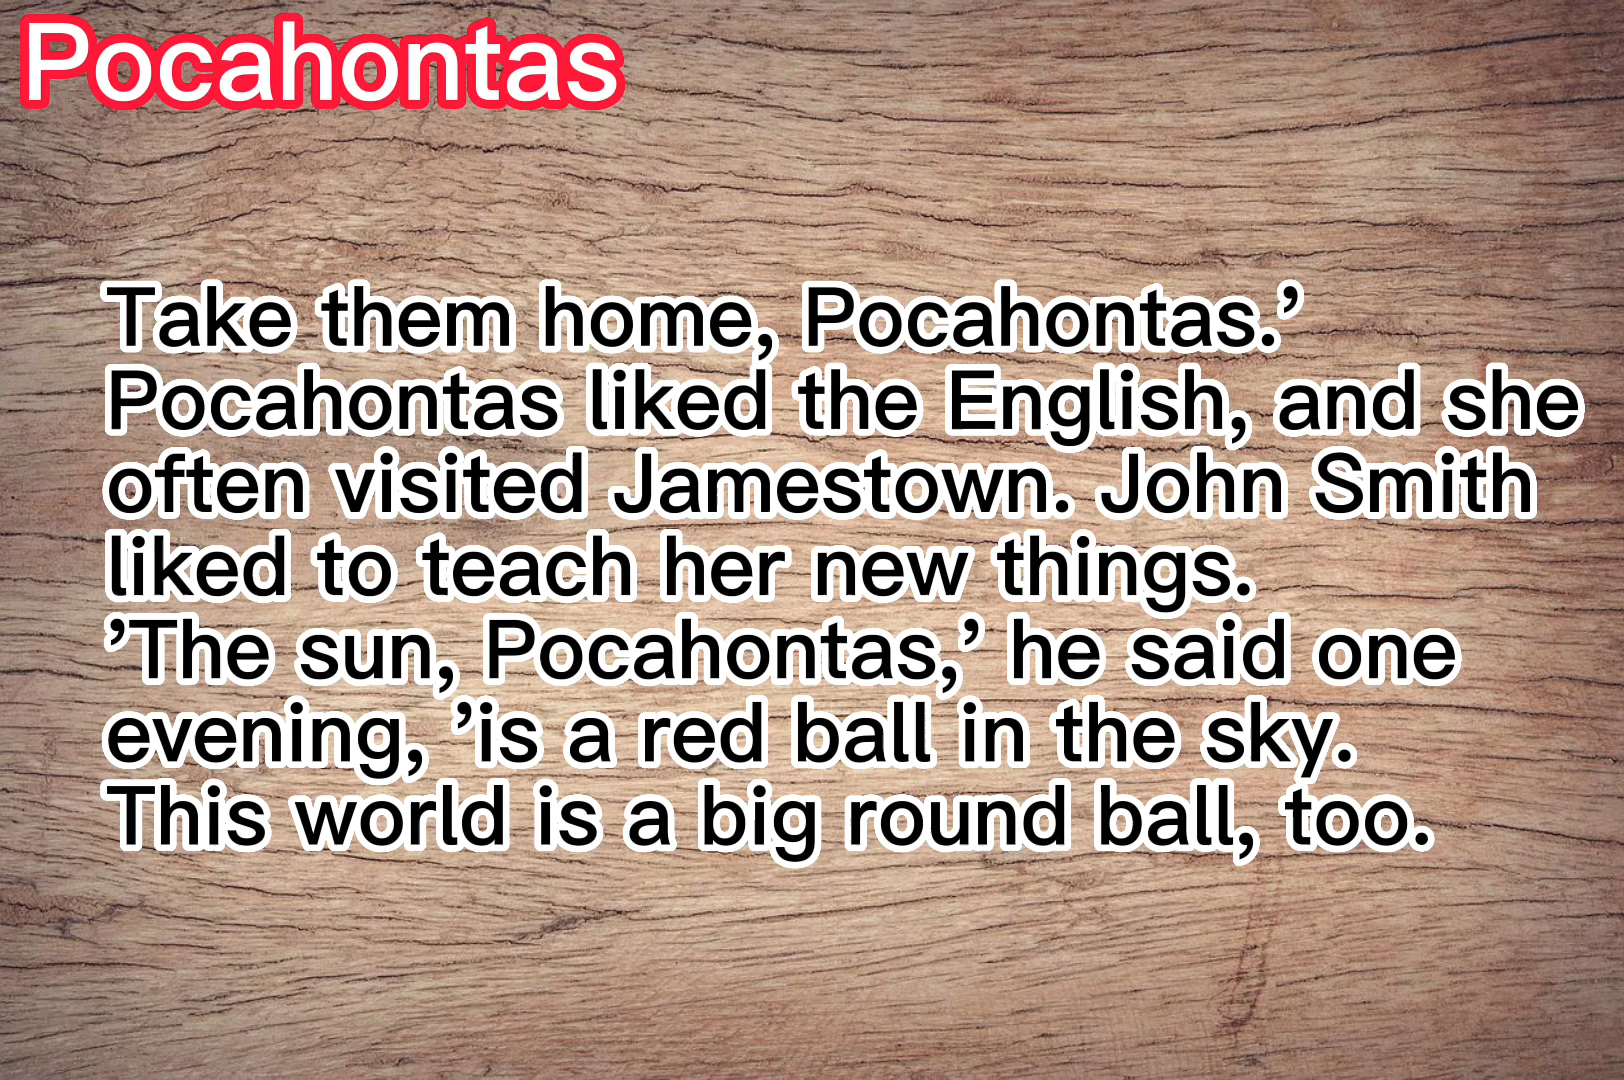 Pocahontas
Take them home, Pocahontas.’
Pocahontas liked the English, and she
often visited Jamestown. John Smith
liked to teach her new things.
’The sun, Pocahontas,’ he said one
evening, ’is a red ball in the sky.
This world is a big round ball, too.